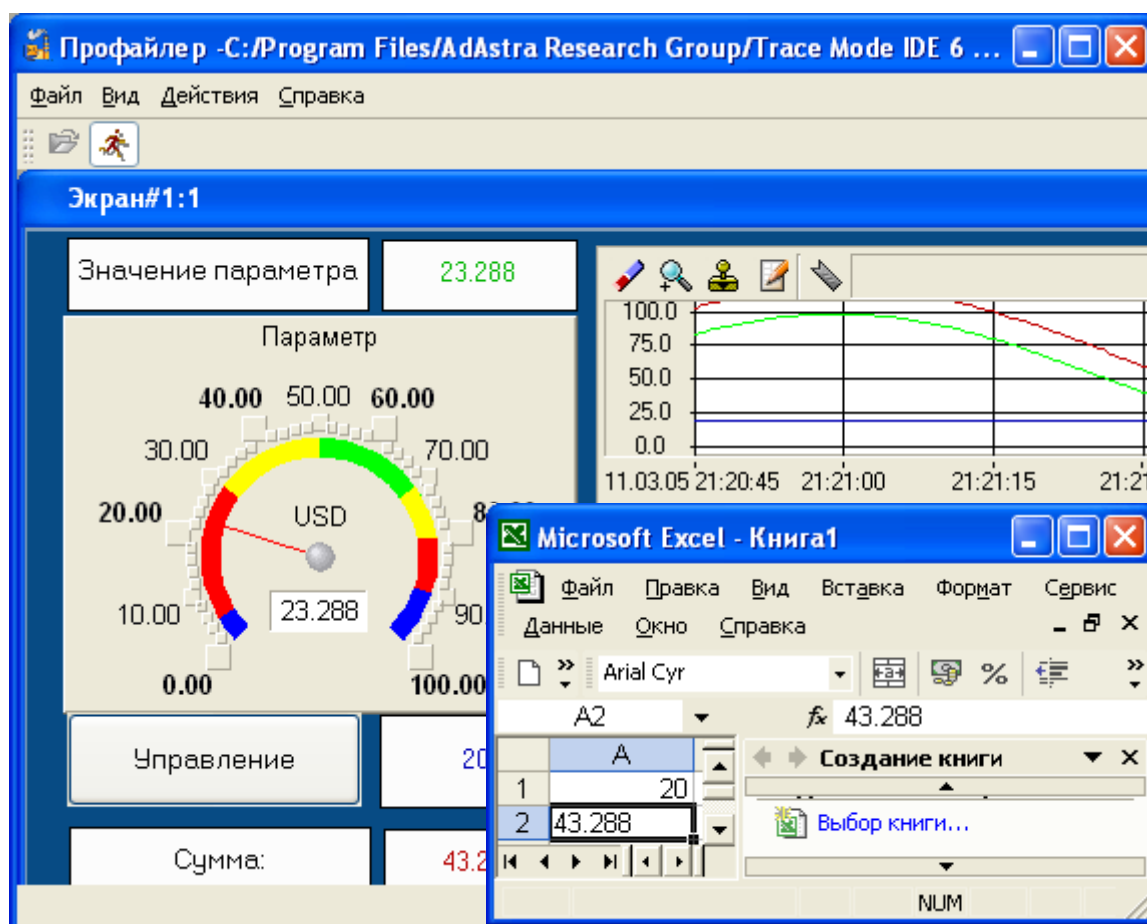 Профайлер -C:/Program Files/AdAstra Research Group/Trace Mode IDE 6 ...
Файл Вид Действия Справка
Экран#1:1
Значение параметра 23.288
Параметр
40.00 50.00 60.00
30.00 70.00
20.00 USD
10.00 23.288 90
0.00 100.00
Управление 20
Сумма:
100.0
75.0
50.0
25.0
0.0
11.03.05 21:20:45 21:21:00 21:21:15
Microsoft Excel - Книга1
Файл Правка Вид Вставка Формат Сервис
Данные Окно Справка
Arial Cyr %
A2 fx 43.288
A Создание книги
1 20
2 43.288 Выбор книги...
NUM